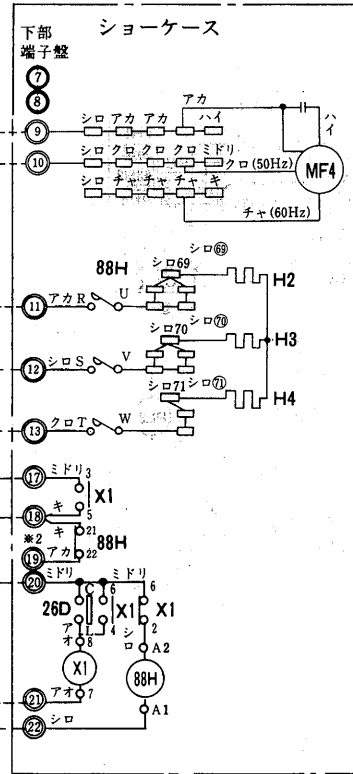 ショーケース
下部
端子盤
⑦
⑧
アカ
⑨ シロ アカ アカ ハイ
ハイ
⑩ シロ クロ クロ クロ ミドリ
クロ(50Hz)
MF4
シロ チャ チャ チャ キ
チャ(60Hz)
88H
シロ69 シロ㊻
H2
⑪ アカ R U
シロ70 シロ⑦⓪
H3
⑫ シロ S V
シロ71 シロ⑦①
H4
⑬ クロ T W
⑰ ミドリ 3
X1
⑱ 5
キ 21
※2
88H
⑲ アカ 22
⑳ ミドリ ミドリ
C 6 6
26D X1 X1
L 4 2
アオ 8
シロ A2
X1
88H
㉑ アオ 7
A1
㉒ シロ